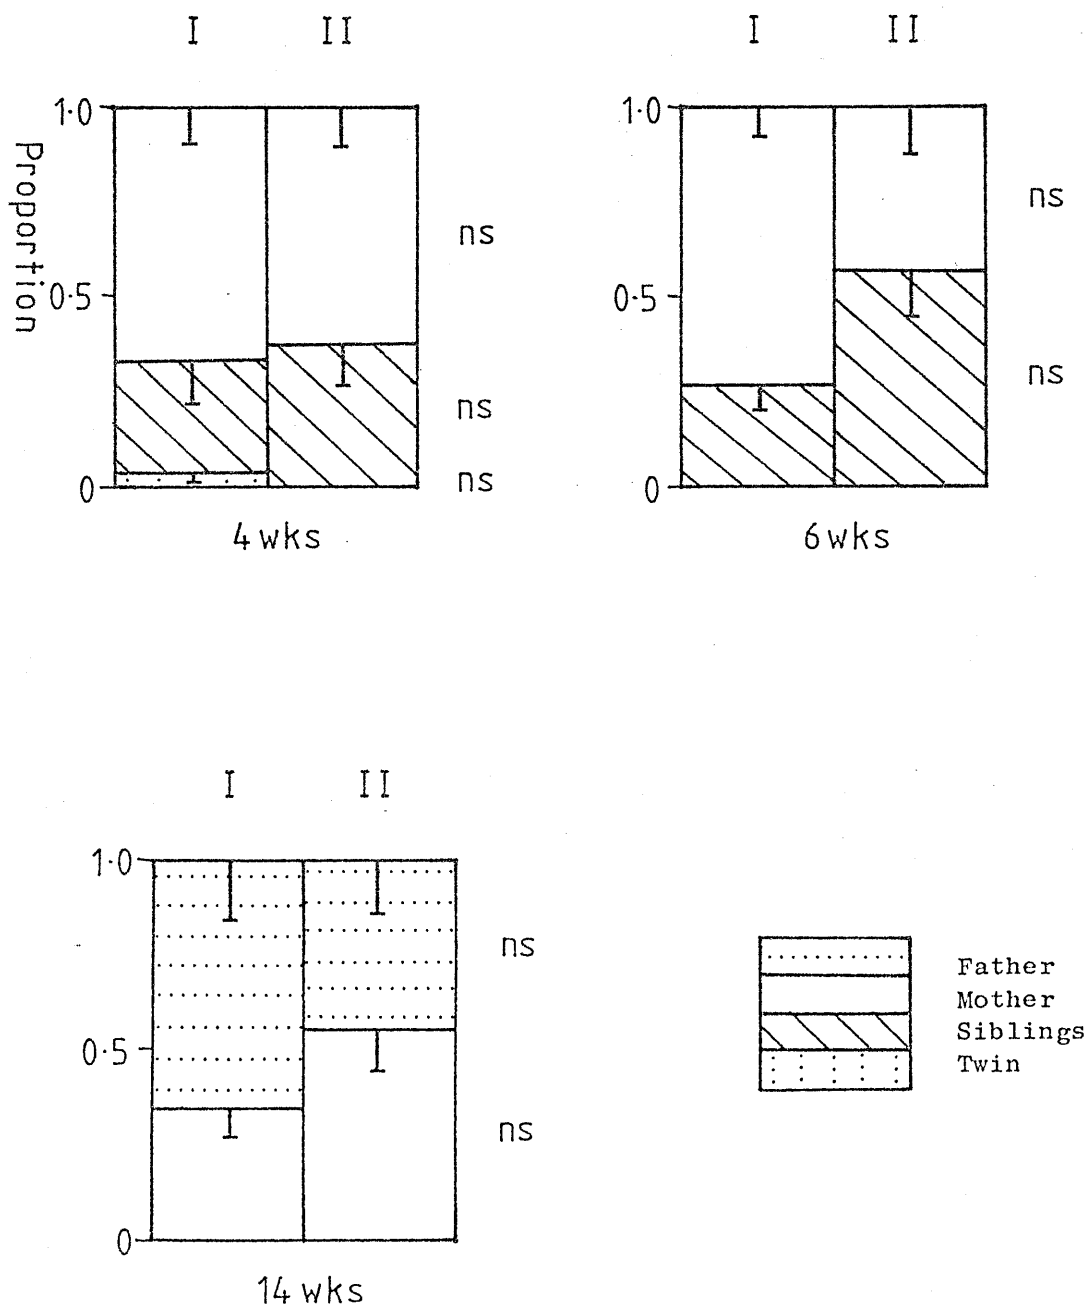 I II
1·0
Proportion
0·5
0
ns
ns
ns
4 wks
I II
1·0
0·5
0
ns
ns
6 wks
I II
1·0
0·5
0
ns
ns
14 wks
Father
Mother
Siblings
Twin